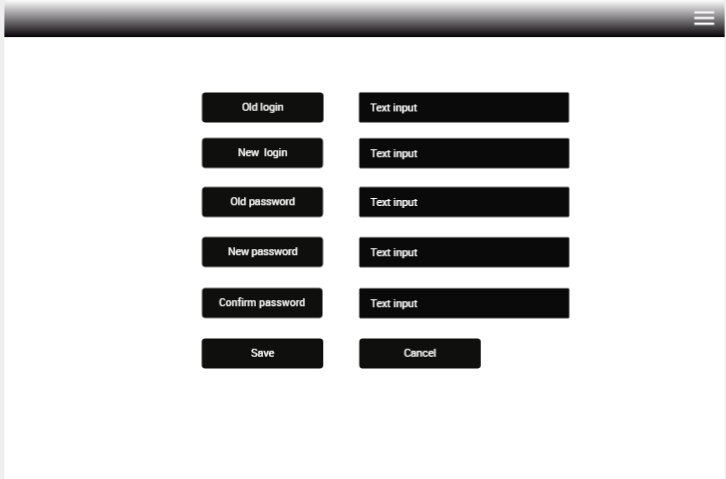 Old login Text input
New  login Text input
Old password Text input
New password Text input
Confirm password Text input
Save Cancel